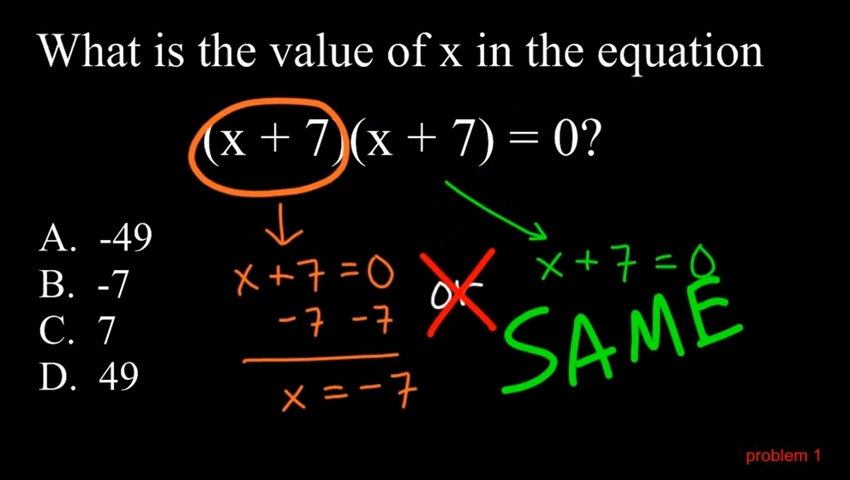 What is the value of x in the equation
(x + 7)(x + 7) = 0?
A. -49
B. -7
C. 7
D. 49
x + 7 = 0
-7 -7
x = -7
or
x + 7 = 0
SAME
problem 1